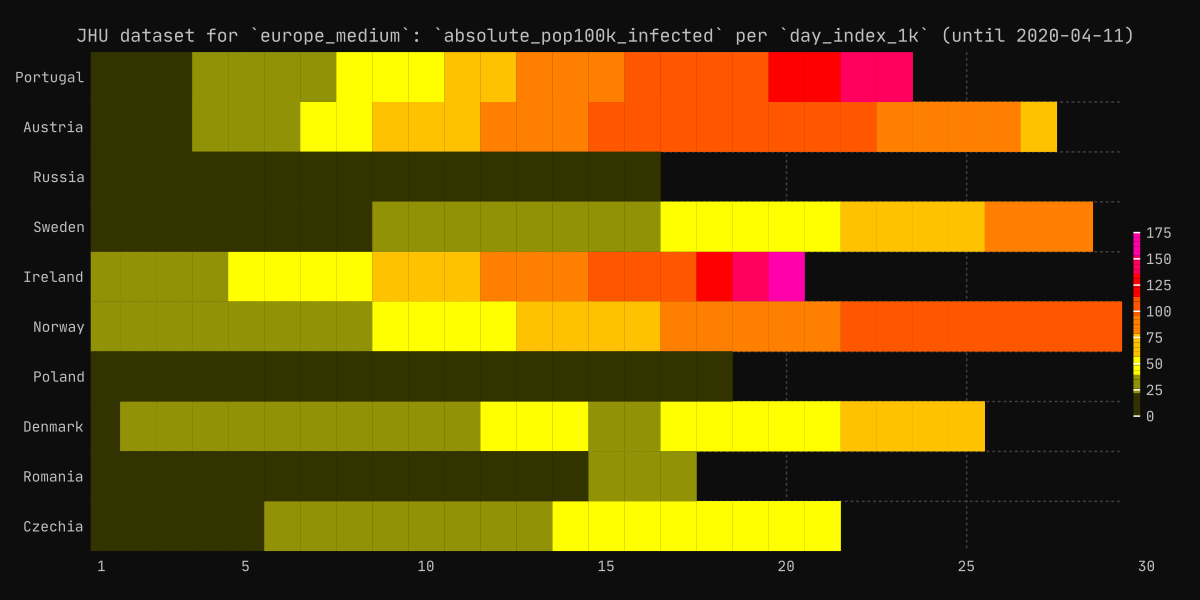 JHU dataset for `europe_medium`: `absolute_pop100k_infected` per `day_index_1k` (until 2020-04-11)
Portugal
Austria
Russia
Sweden
Ireland
Norway
Poland
Denmark
Romania
Czechia
175
150
125
100
75
50
25
0
1 5 10 15 20 25 30